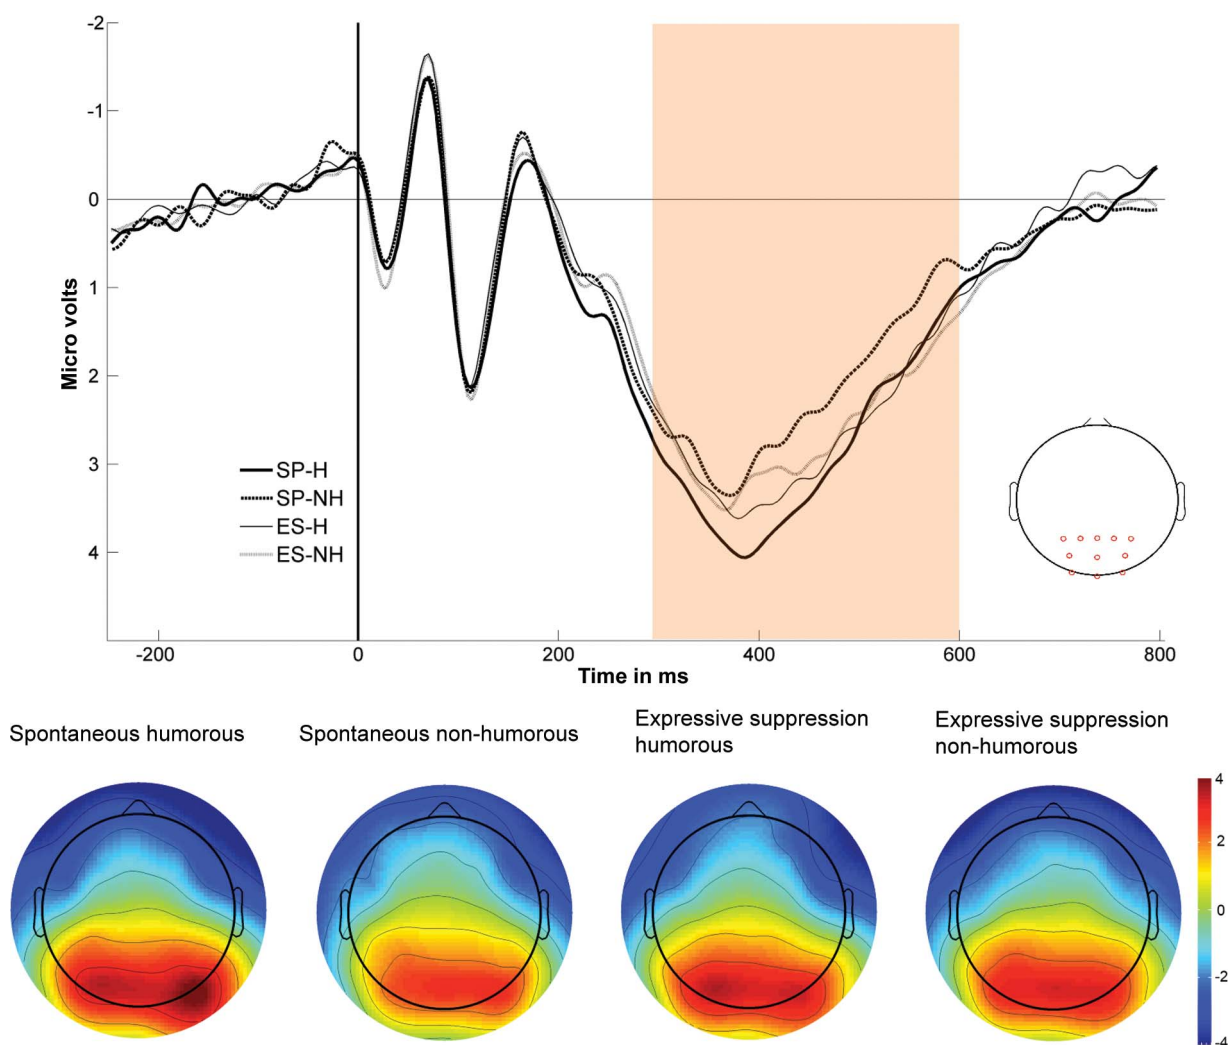 -2
-1
0
1
2
3
4
Micro volts
SP-H
SP-NH
ES-H
ES-NH
-200 0 200 400 600 800
Time in ms
Spontaneous humorous
Spontaneous non-humorous
Expressive suppression
humorous
Expressive suppression
non-humorous
4
2
0
-2
-4